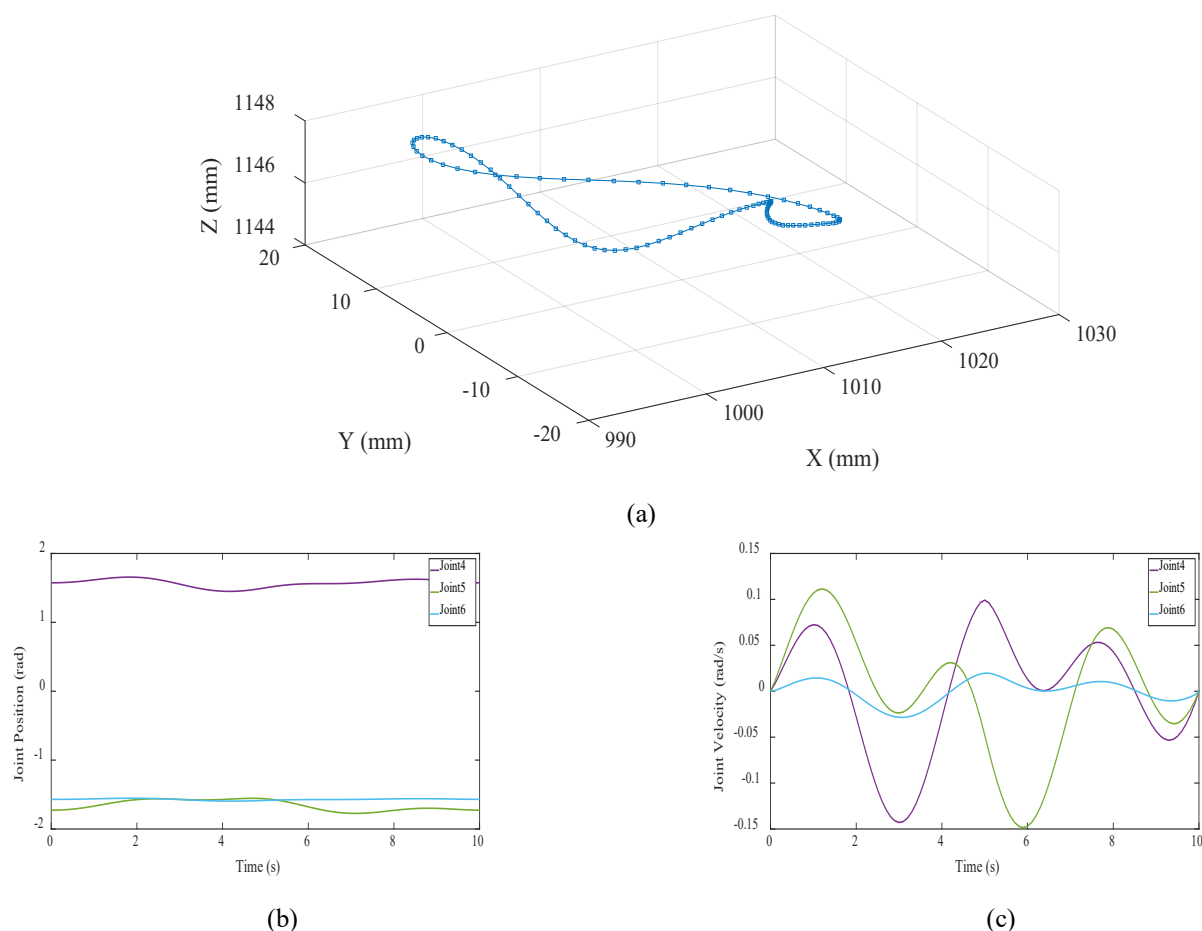 1148
1146
1144
Z (mm)
20
10
0
-10
-20
Y (mm)
990
1000
1010
1020
1030
X (mm)
(a)
2
1
0
-1
-2
Joint Position (rad)
0
2
4
6
8
10
Time (s)
Joint4
Joint5
Joint6
(b)
0.15
0.1
0.05
0
-0.05
-0.1
-0.15
Joint Velocity (rad/s)
0
2
4
6
8
10
Time (s)
Joint4
Joint5
Joint6
(c)